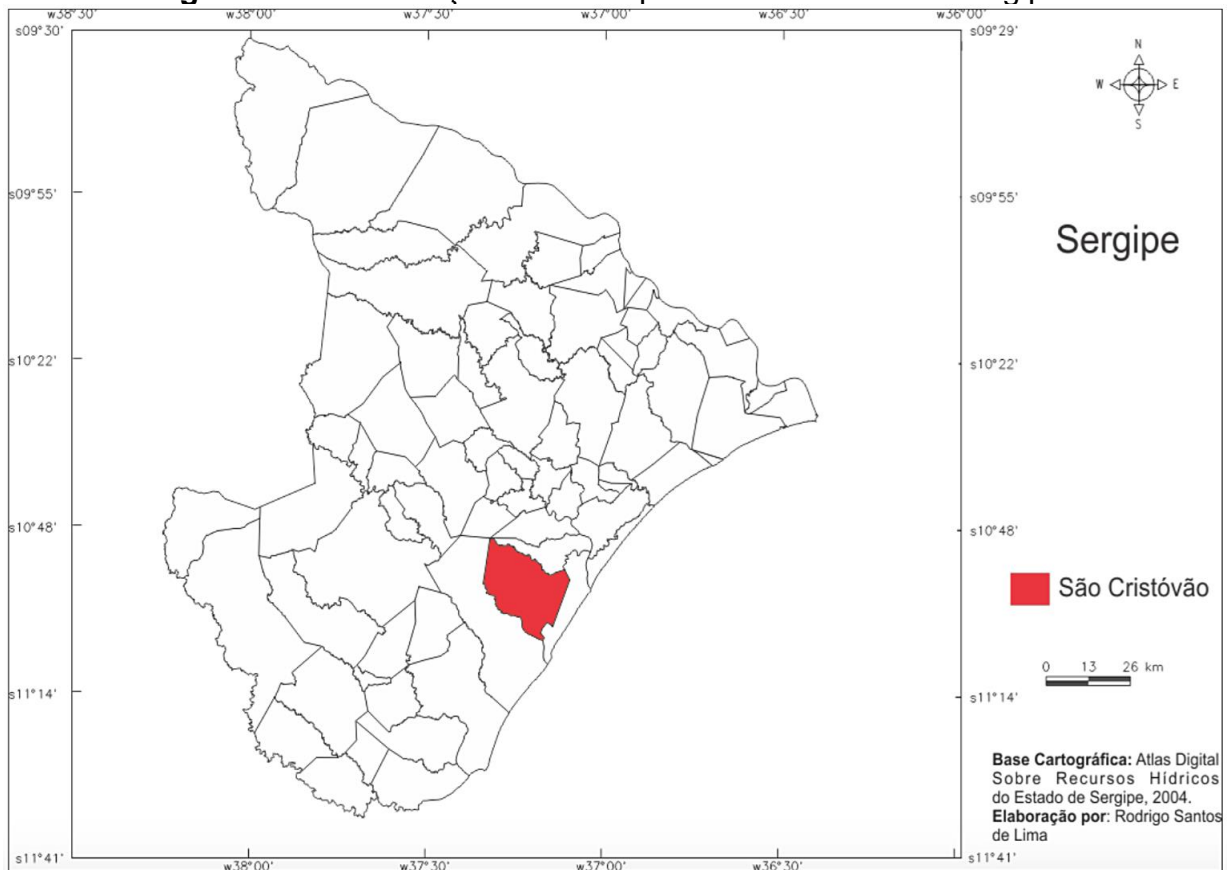 w38°30' w38°00' w37°30' w37°00' w36°30' w36°00'
s09°30' s09°29'
N
W E
S
s09°55' s09°55'
Sergipe
s10°22' s10°22'
s10°48' s10°48'
São Cristóvão
0 13 26 km
s11°14' s11°14'
Base Cartográfica: Atlas Digital
Sobre Recursos Hídricos
do Estado de Sergipe, 2004.
Elaboração por: Rodrigo Santos
de Lima
s11°41' s11°41'
w38°00' w37°30' w37°00' w36°30'